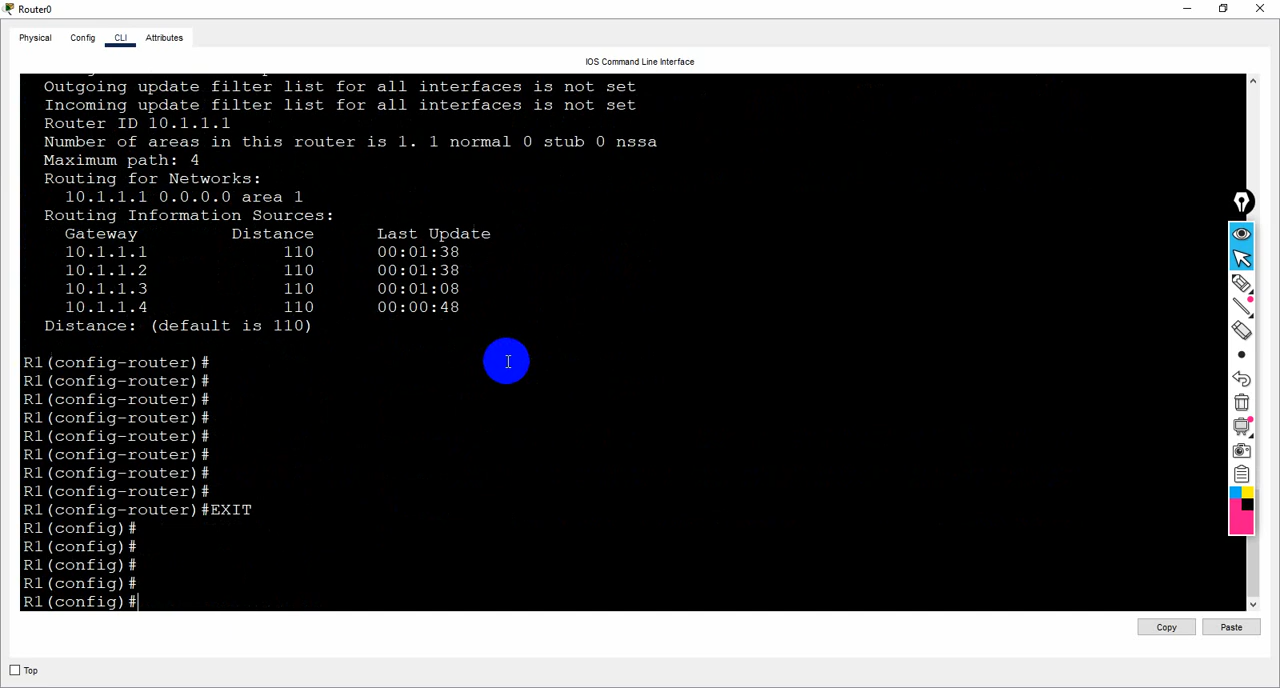 Router0
Physical Config CLI Attributes
IOS Command Line Interface
Outgoing update filter list for all interfaces is not set
Incoming update filter list for all interfaces is not set
Router ID 10.1.1.1
Number of areas in this router is 1. 1 normal 0 stub 0 nssa
Maximum path: 4
Routing for Networks:
10.1.1.1 0.0.0.0 area 1
Routing Information Sources:
Gateway Distance Last Update
10.1.1.1 110 00:01:38
10.1.1.2 110 00:01:38
10.1.1.3 110 00:01:08
10.1.1.4 110 00:00:48
Distance: (default is 110)
R1(config-router)#
R1(config-router)#
R1(config-router)#
R1(config-router)#
R1(config-router)#
R1(config-router)#
R1(config-router)#
R1(config-router)#
R1(config-router)#EXIT
R1(config)#
R1(config)#
R1(config)#
R1(config)#
R1(config)#
Copy Paste
Top